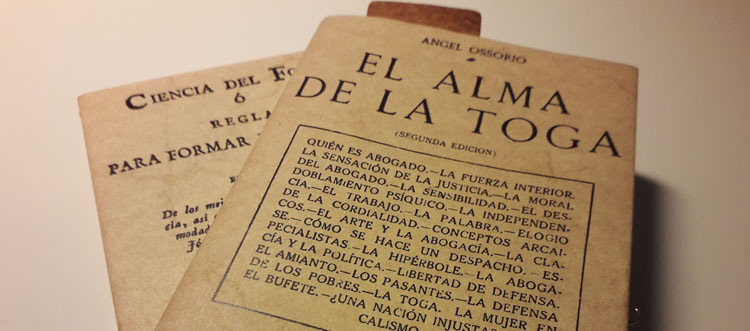 ANGEL OSSORIO
EL ALMA
DE LA TOGA
(SEGUNDA EDICION)
QUIÉN ES ABOGADO.—LA FUERZA INTERIOR.
LA SENSACIÓN DE LA JUSTICIA.—LA MORAL
DEL ABOGADO.—LA SENSIBILIDAD.—EL DES-
DOBLAMIENTO PSÍQUICO.—LA INDEPENDEN-
CIA.—EL TRABAJO.—LA PALABRA.—ELOGIO
DE LA CORDIALIDAD.—CONCEPTOS ARCAI-
COS.—EL ARTE Y LA ABOGACÍA.—LA CLA-
SE.—CÓMO SE HACE UN DESPACHO.—ES-
PECIALISTAS—LA HIPÉRBOLE.—LA ABOGA-
CÍA Y LA POLÍTICA.—LIBERTAD DE DEFENSA.
EL AMIANTO.—LOS PASANTES.—LA DEFENSA
DE LOS POBRES.—LA TOGA. LA MUJER EN
EL BUFETE.—¿UNA NACIÓN INJUSTAS
CALISMO
CIENCIA DEL FO
Ó
REGLA
PARA FORMAR
De los mej
cia, asi
modad